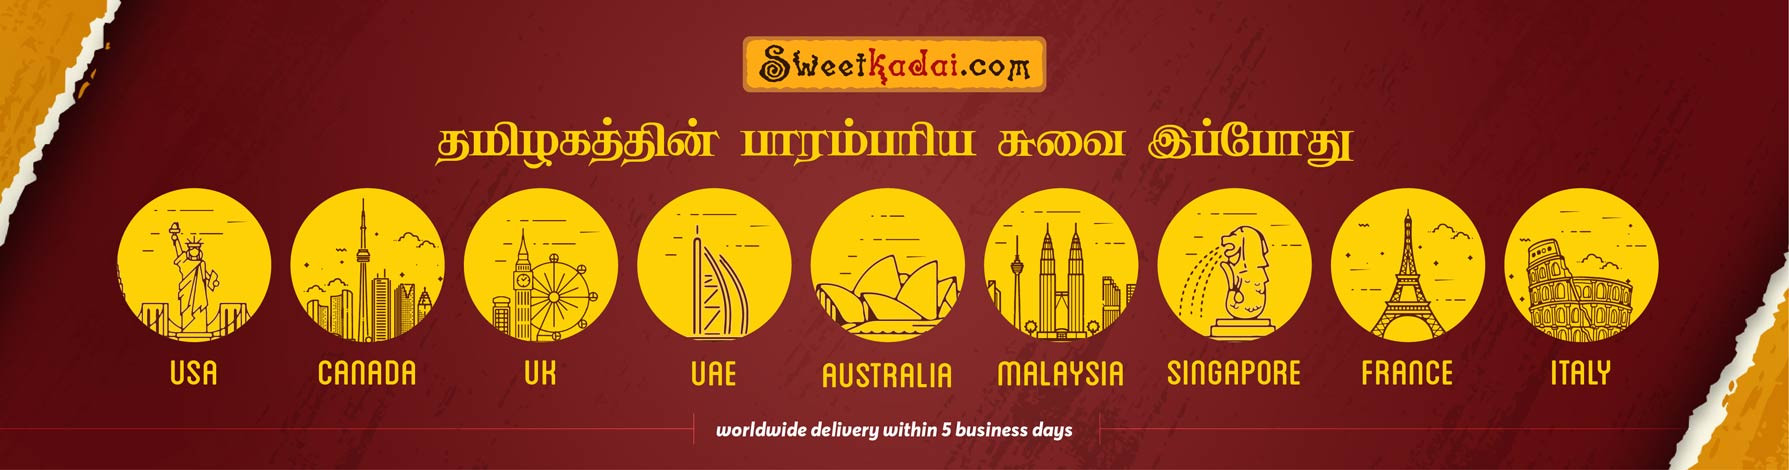 Sweetkadai.com
தமிழகத்தின் பாரம்பரிய சுவை இப்போது
USA CANADA UK UAE AUSTRALIA MALAYSIA SINGAPORE FRANCE ITALY
worldwide delivery within 5 business days